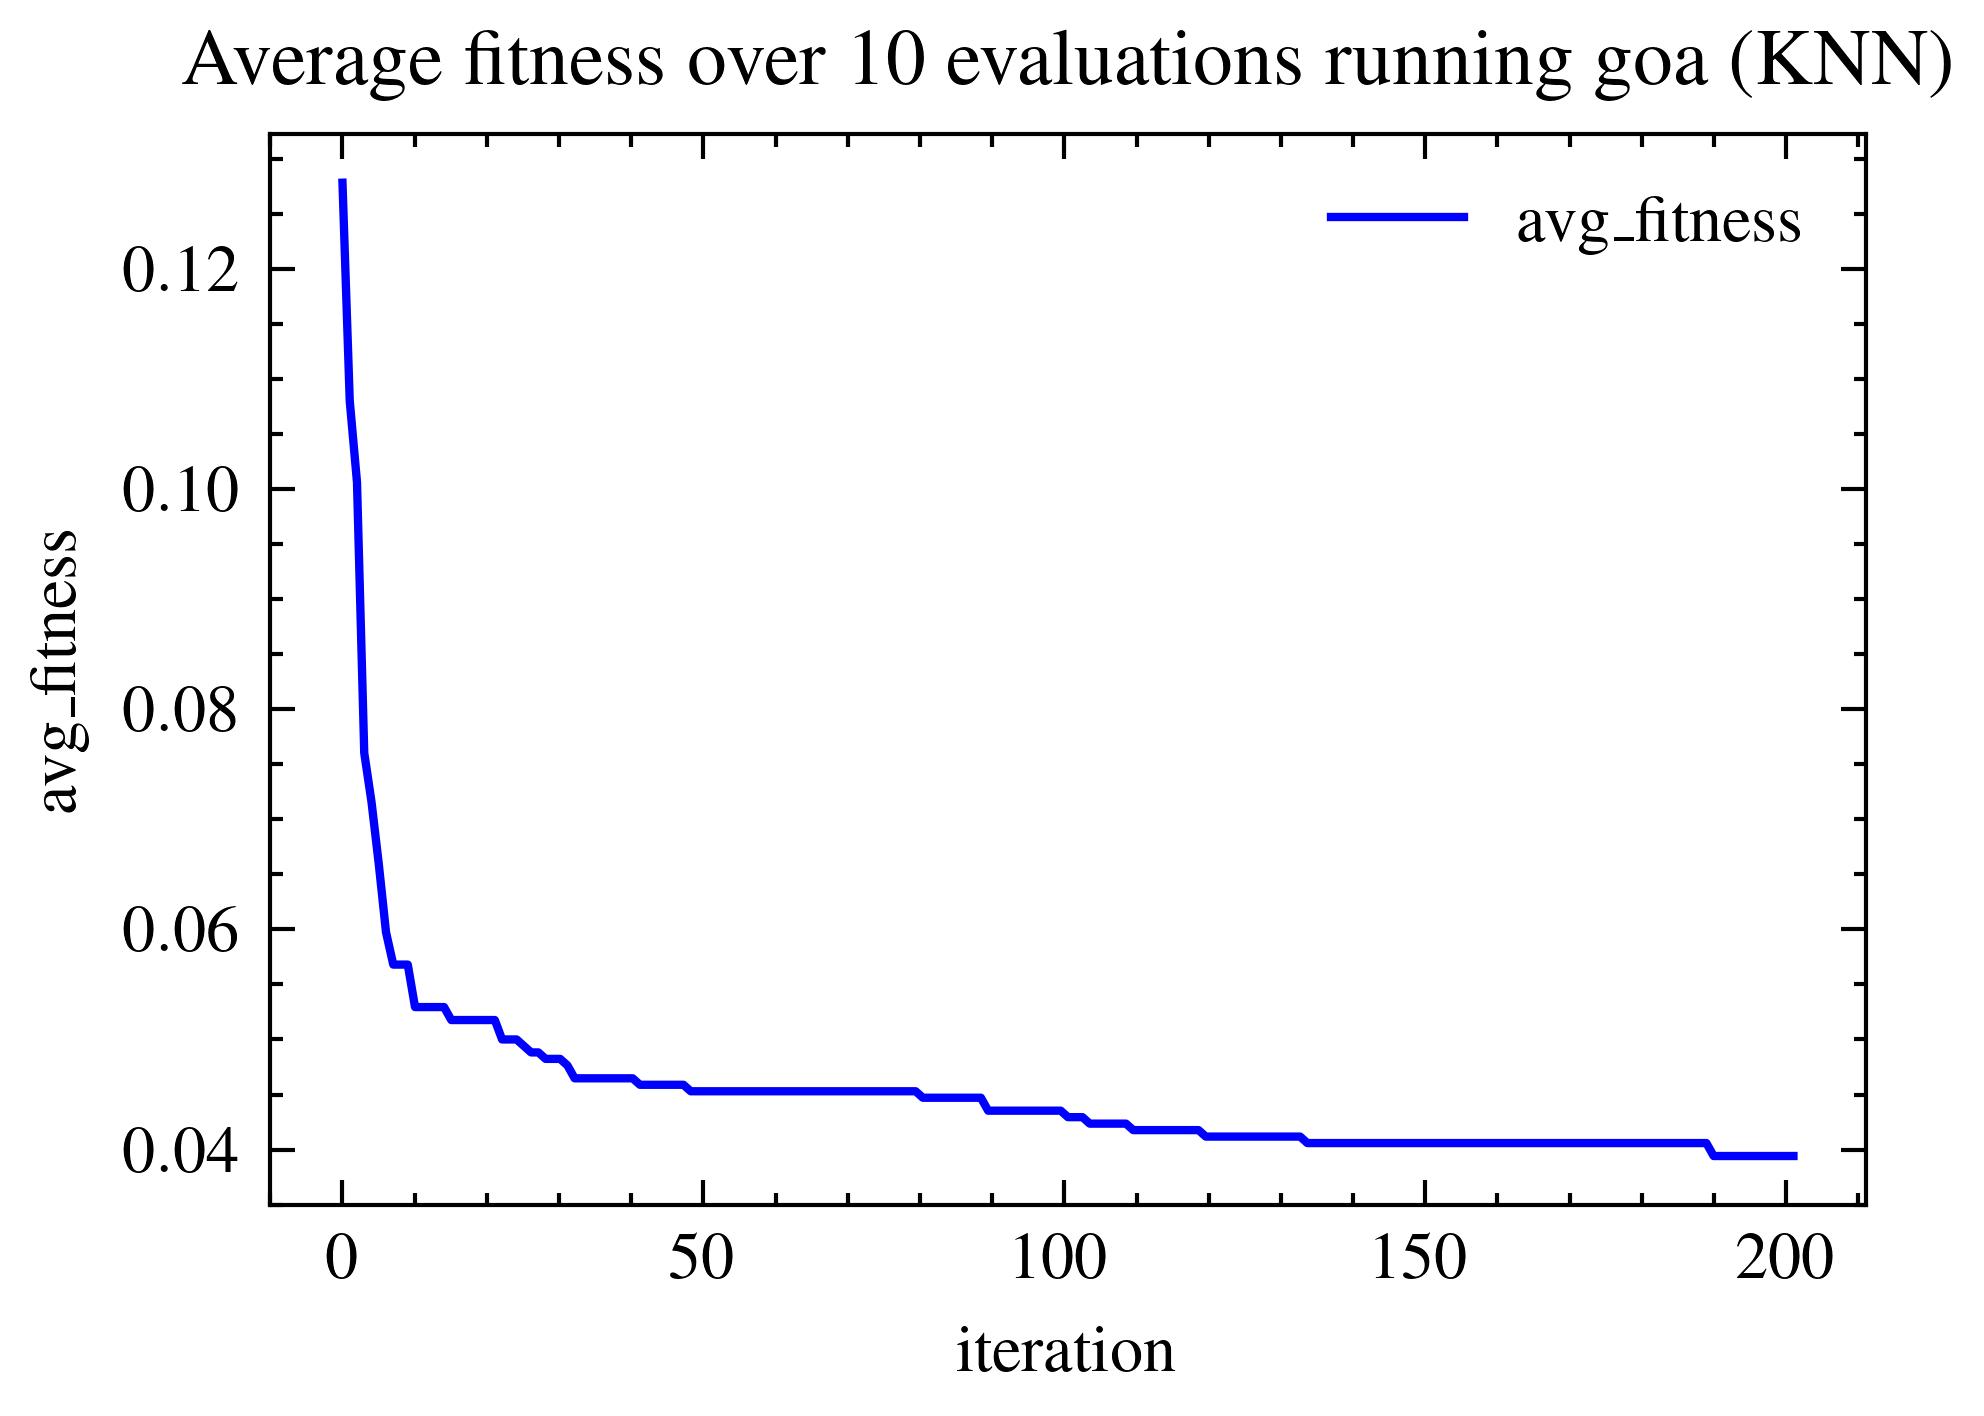 Average fitness over 10 evaluations running goa (KNN)
avg_fitness
0.12
0.10
0.08
0.06
0.04
avg_fitness
0 50 100 150 200
iteration